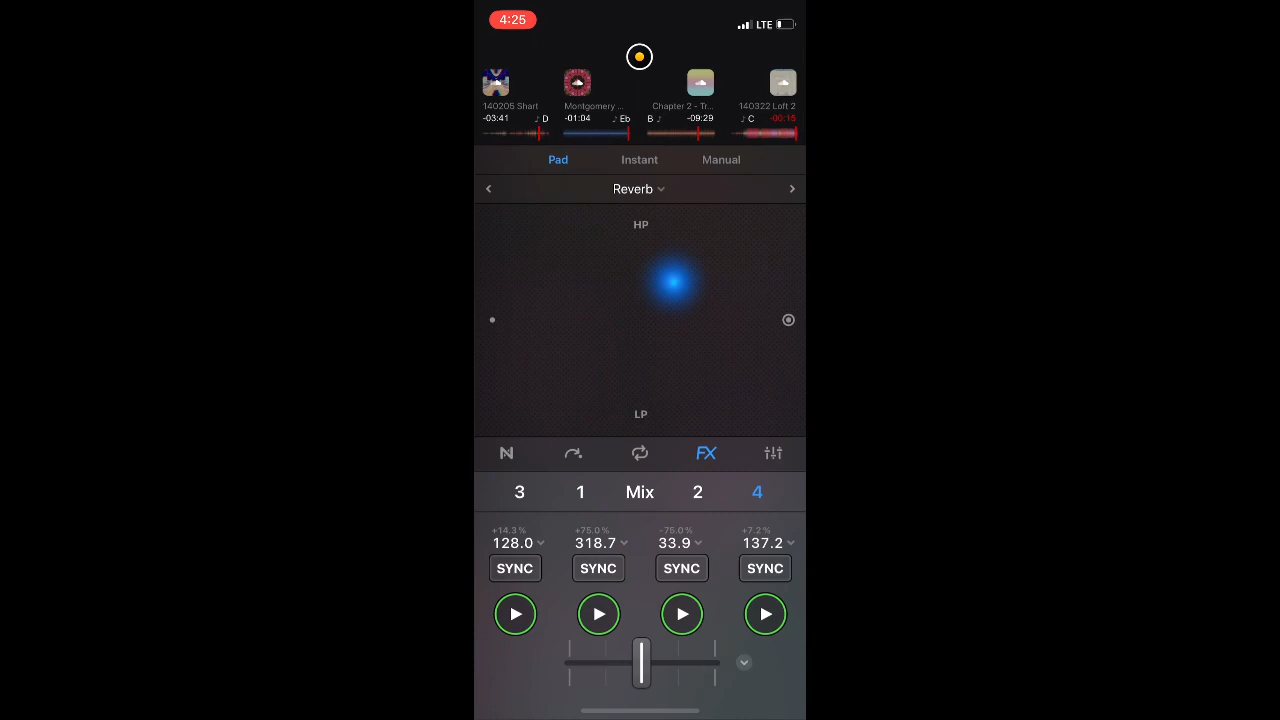 4:25
LTE
140205 Shart
Montgomery ...
Chapter 2 - Tr...
140322 Loft 2
-03:41 ♪ D
-01:04 ♪ Eb
B ♪ -09:29
♪ C -00:15
Pad Instant Manual
Reverb
HP
LP
FX
3 1 Mix 2 4
+14.3% +75.0% -75.0% +7.2%
128.0 318.7 33.9 137.2
SYNC SYNC SYNC SYNC